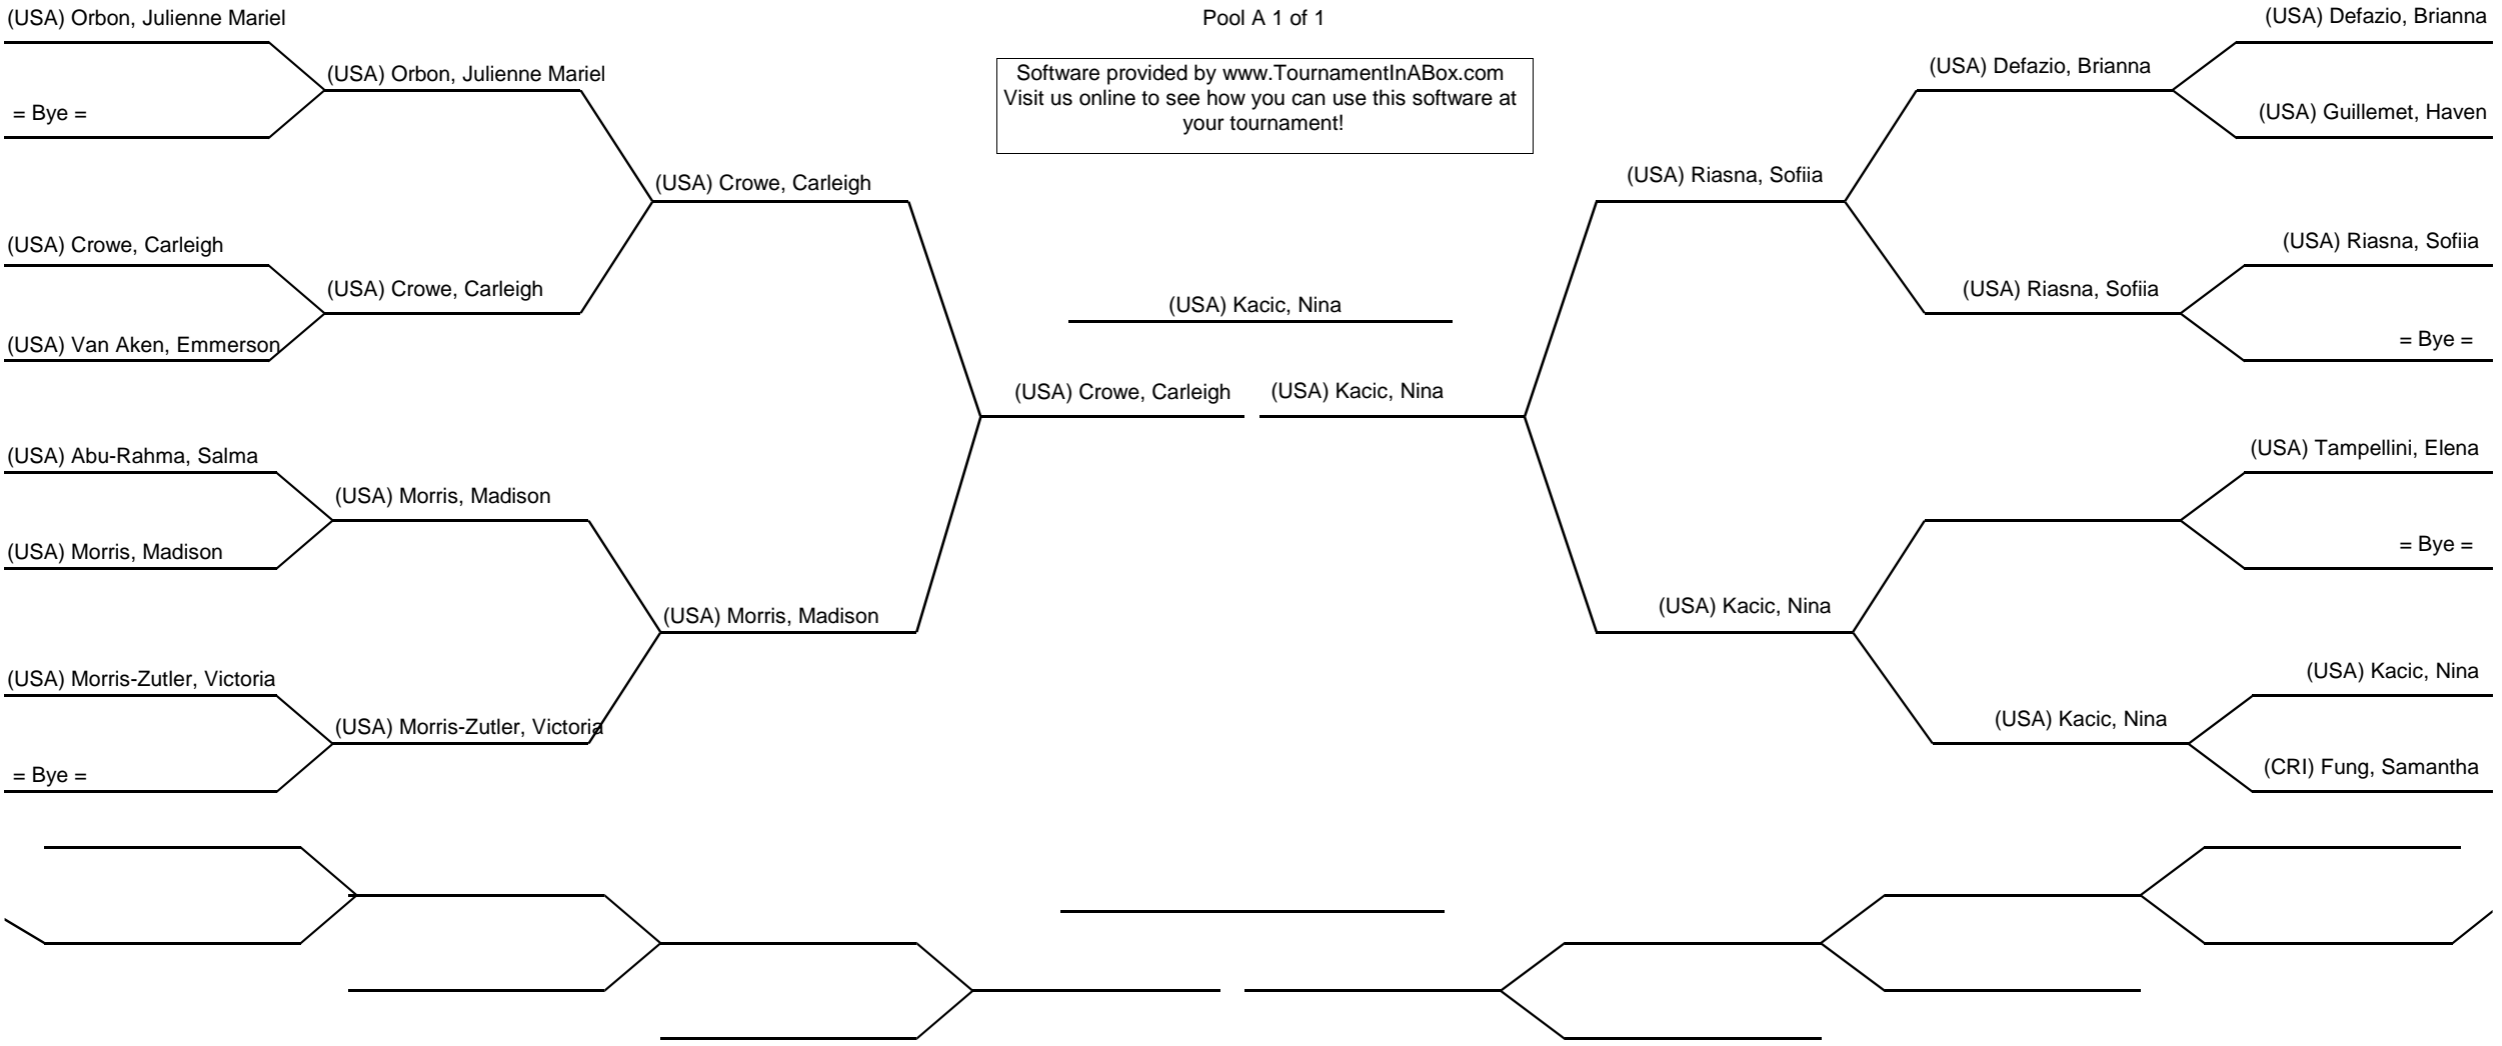 (USA) Orbon, Julienne Mariel
Pool A 1 of 1
(USA) Defazio, Brianna
(USA) Orbon, Julienne Mariel
Software provided by www.TournamentInABox.com
Visit us online to see how you can use this software at
your tournament!
(USA) Defazio, Brianna
= Bye =
(USA) Guillemet, Haven
(USA) Crowe, Carleigh
(USA) Riasna, Sofiia
(USA) Crowe, Carleigh
(USA) Riasna, Sofiia
(USA) Crowe, Carleigh
(USA) Kacic, Nina
(USA) Riasna, Sofiia
(USA) Van Aken, Emmerson
= Bye =
(USA) Crowe, Carleigh
(USA) Kacic, Nina
(USA) Abu-Rahma, Salma
(USA) Tampellini, Elena
(USA) Morris, Madison
(USA) Morris, Madison
= Bye =
(USA) Morris, Madison
(USA) Kacic, Nina
(USA) Morris-Zutler, Victoria
(USA) Kacic, Nina
(USA) Morris-Zutler, Victoria
(USA) Kacic, Nina
= Bye =
(CRI) Fung, Samantha